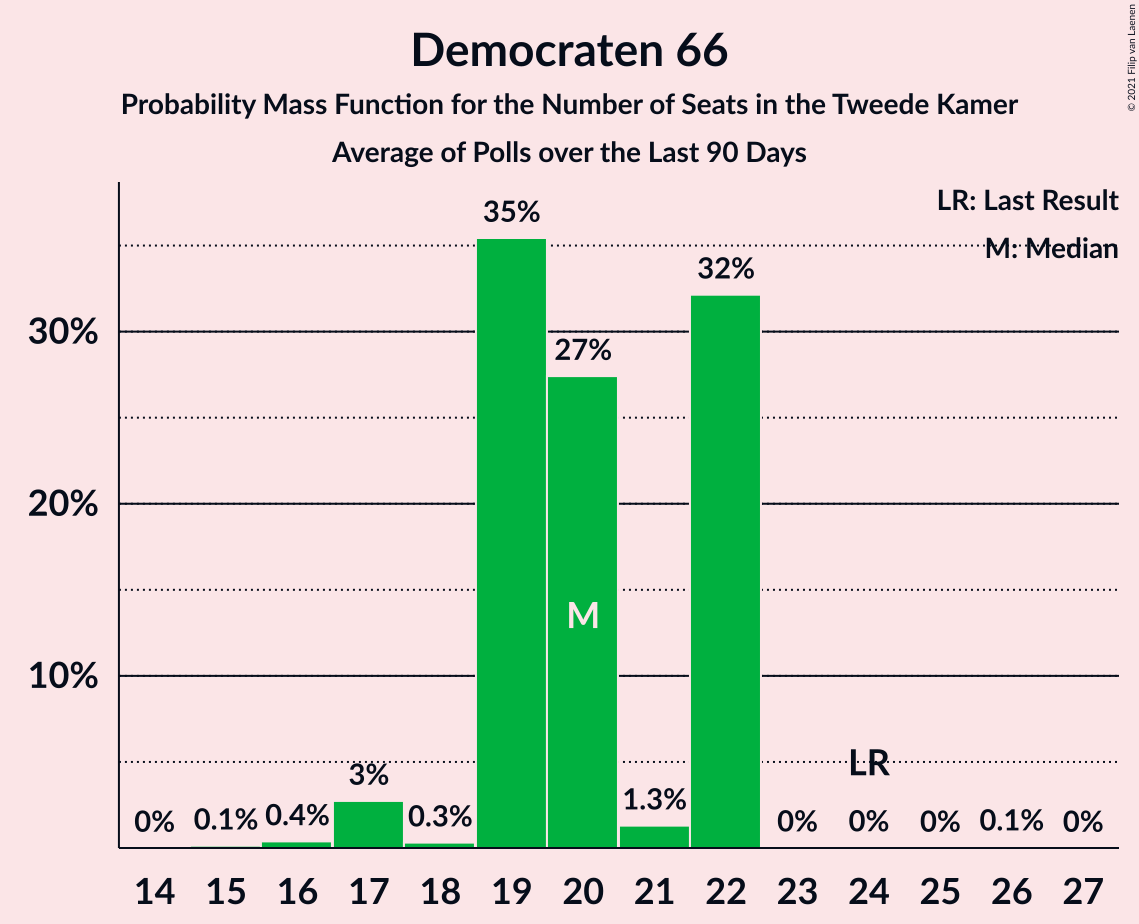 © 2021 Filip van Laenen
Democraten 66
Probability Mass Function for the Number of Seats in the Tweede Kamer
Average of Polls over the Last 90 Days
LR: Last Result
M: Median
35%
32%
27%
30%
20%
10%
M
LR
3%
0%
0.1%
0.4%
0.3%
1.3%
0%
0%
0%
0.1%
0%
14 15 16 17 18 19 20 21 22 23 24 25 26 27